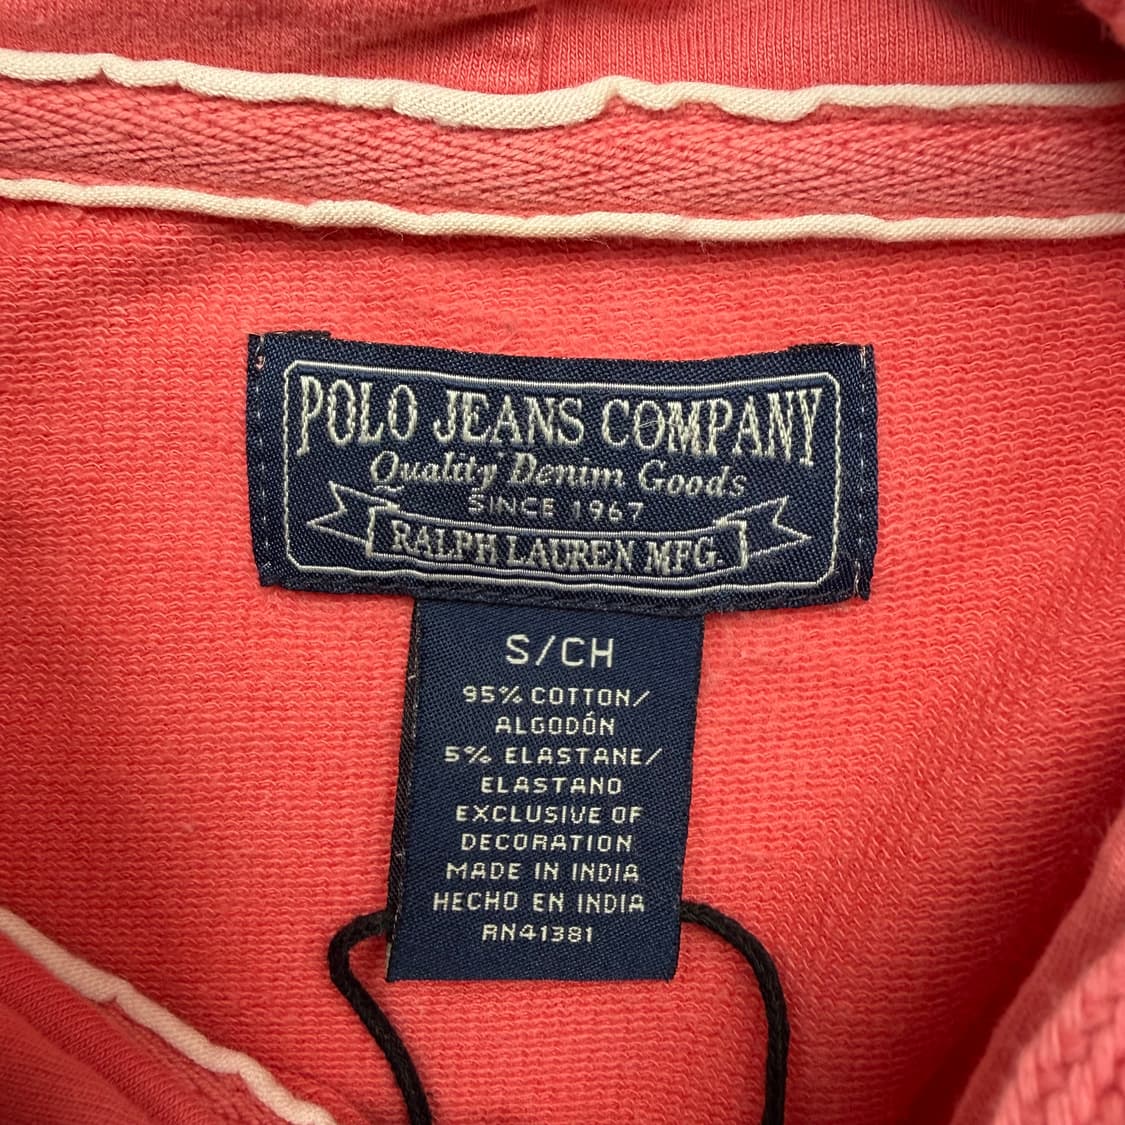 POLO JEANS COMPANY
Quality Denim Goods
SINCE 1967
RALPH LAUREN MFG.
S/CH
95% COTTON/
ALGODÓN
5% ELASTANE/
ELASTANO
EXCLUSIVE OF
DECORATION
MADE IN INDIA
HECHO EN INDIA
RN41381